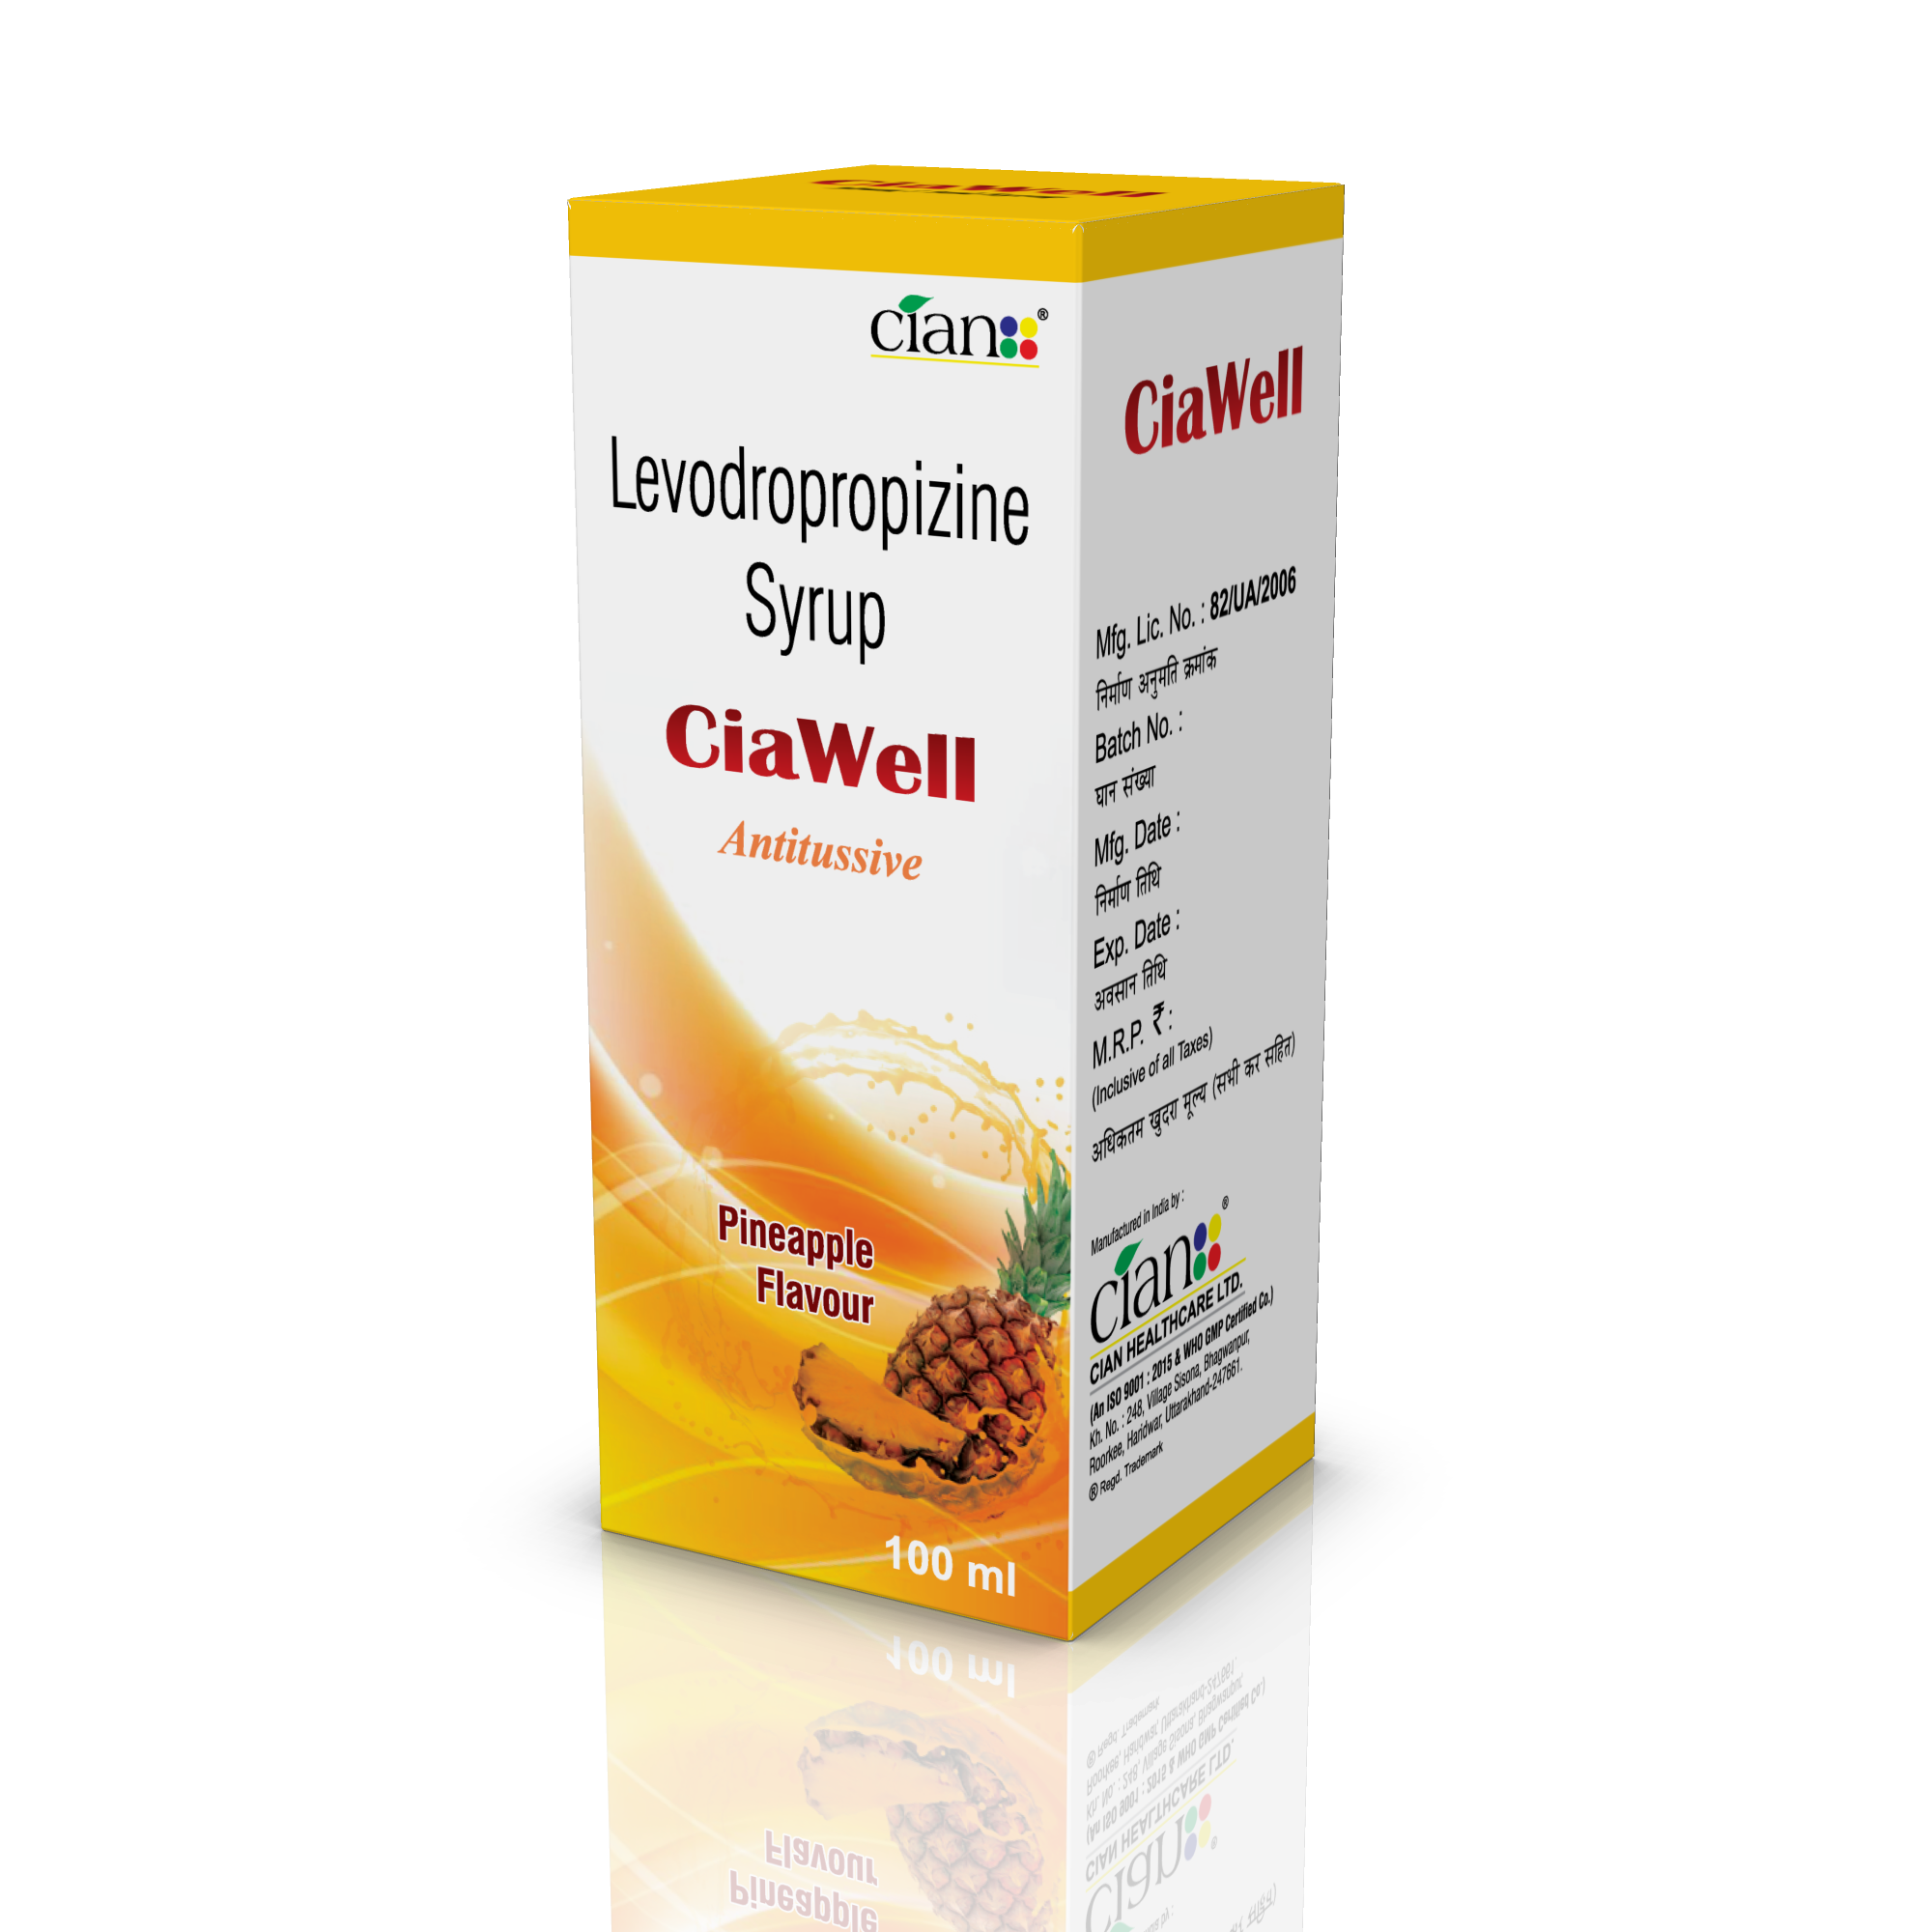 CiaWell
cian®
Levodropropizine
Syrup
CiaWell
Antitussive
Pineapple
Flavour
100 ml
CiaWell
Mfg. Lic. No. : 82/UA/2006
निर्माण अनुमति क्रमांक
Batch No. :
घान संख्या
Mfg. Date :
निर्माण तिथि
Exp. Date :
अवसान तिथि
M.R.P. ₹ :
(Inclusive of all Taxes)
अधिकतम खुदरा मूल्य (सभी कर सहित)
Manufactured in India by :
cian®
CIAN HEALTHCARE LTD.
(An ISO 9001 : 2015 & WHO GMP Certified Co.)
Kh. No. : 248, Village Sisona, Bhagwanpur,
Roorkee, Haridwar, Uttarakhand-247661.
® Regd. Trademark